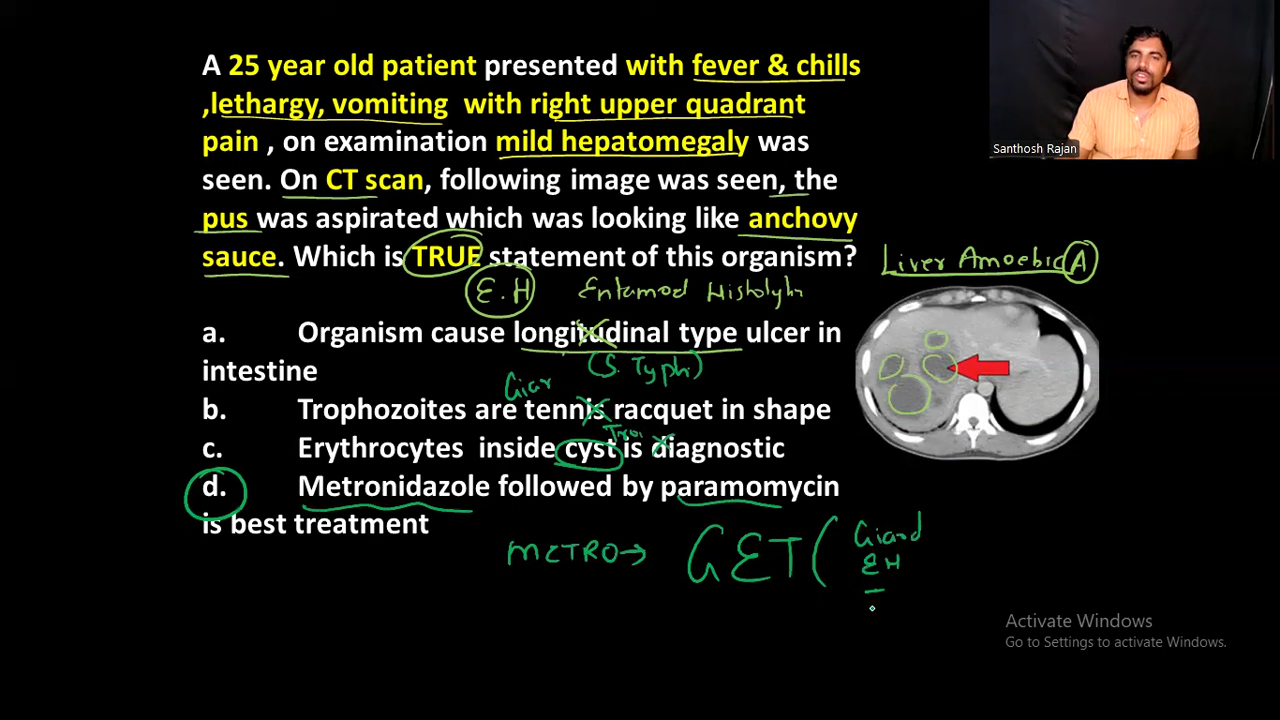 A 25 year old patient presented with fever & chills
,lethargy, vomiting with right upper quadrant
pain , on examination mild hepatomegaly was
seen. On CT scan, following image was seen, the
pus was aspirated which was looking like anchovy
sauce. Which is TRUE statement of this organism?
Santhosh Rajan
Liver Amoebic A
E.H
a. Organism cause longitudinal type ulcer in
intestine
(S. Typhi)
Giar
b. Trophozoites are tennis racquet in shape
c. Erythrocytes inside cyst is diagnostic
d. Metronidazole followed by paramomycin
is best treatment
METRO→ GET ( Giard
EH
Activate Windows
Go to Settings to activate Windows.